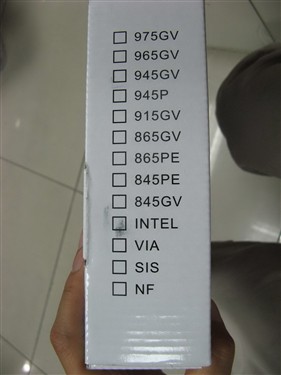 975GV
965GV
945GV
945P
915GV
865GV
865PE
845PE
845GV
INTEL
VIA
SIS
NF